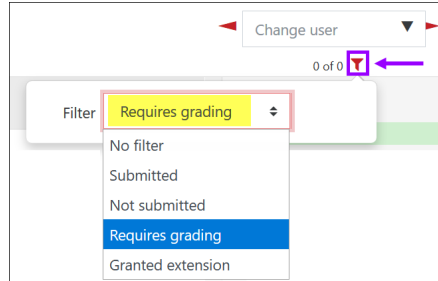 Change user
0 of 0
Filter Requires grading
No filter
Submitted
Not submitted
Requires grading
Granted extension